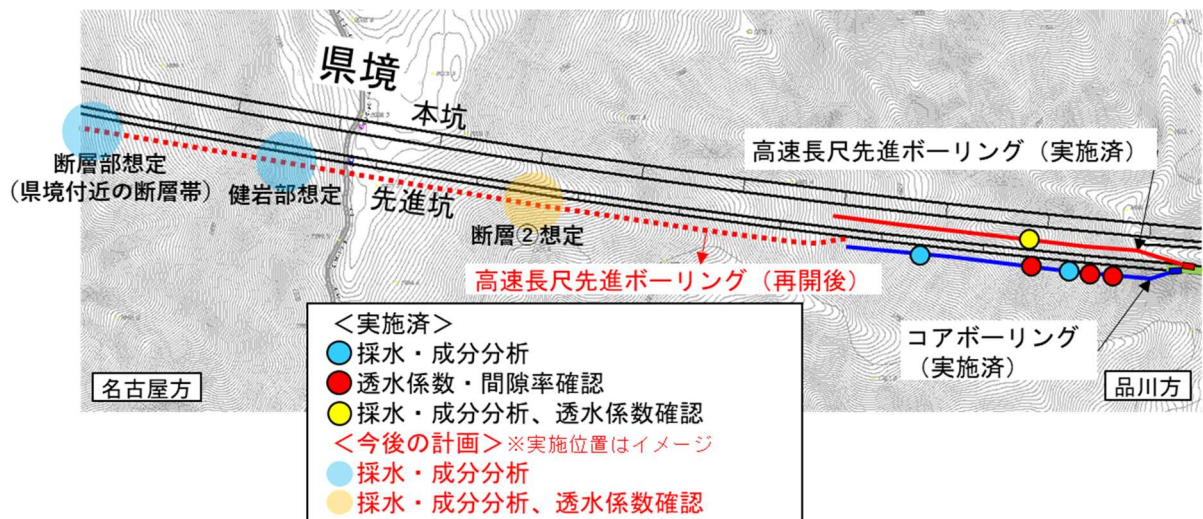 県境
本坑
高速長尺先進ボーリング（実施済）
断層部想定
（県境付近の断層帯）
健岩部想定
先進坑
断層②想定
高速長尺先進ボーリング（再開後）
コアボーリング
（実施済）
名古屋方
品川方
＜実施済＞
採水・成分分析
透水係数・間隙率確認
採水・成分分析、透水係数確認
＜今後の計画＞※実施位置はイメージ
採水・成分分析
採水・成分分析、透水係数確認